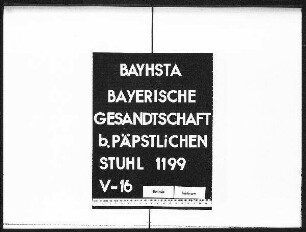 BAYHSTA
BAYERISCHE
GESANDTSCHAFT
b. PÄPSTLiCHEN
STUHL 1199
V-16